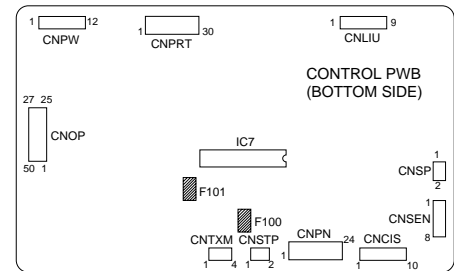 1 12 1 30 1 9
CNPW CNPRT CNLIU
CONTROL PWB
(BOTTOM SIDE)
27 25
CNOP
50 1
IC7
1
CNSP
2
F101
F100
1
CNSEN
8
CNTXM CNSTP CNPN 24 CNCIS
1 4 1 2 1 1 10